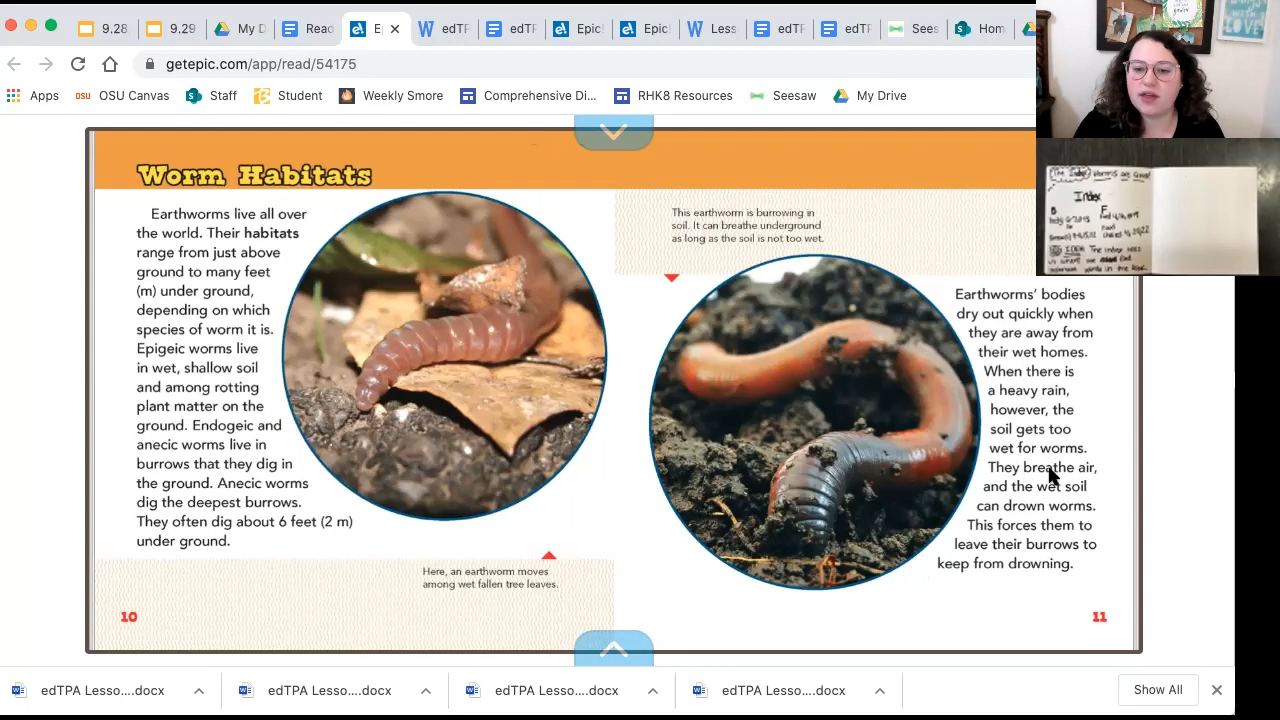 9.28
9.29
My D
Read
E
edT
edTP
Epic!
Epic!
Less
edTP
edTP
Sees
Hom
getepic.com/app/read/54175
Apps
OSU Canvas
Staff
Student
Weekly Smore
Comprehensive Di...
RHK8 Resources
Seesaw
My Drive
The Index Worms are Great
Index
B
F
Worm Habitats
Earthworms live all over
the world. Their habitats
range from just above
ground to many feet
(m) under ground,
depending on which
species of worm it is.
Epigeic worms live
in wet, shallow soil
and among rotting
plant matter on the
ground. Endogeic and
anecic worms live in
burrows that they dig in
the ground. Anecic worms
dig the deepest burrows.
They often dig about 6 feet (2 m)
under ground.
Here, an earthworm moves
among wet fallen tree leaves.
10
This earthworm is burrowing in
soil. It can breathe underground
as long as the soil is not too wet.
Earthworms' bodies
dry out quickly when
they are away from
their wet homes.
When there is
a heavy rain,
however, the
soil gets too
wet for worms.
They breathe air,
and the wet soil
can drown worms.
This forces them to
leave their burrows to
keep from drowning.
11
edTPA Lesso....docx
edTPA Lesso....docx
edTPA Lesso....docx
edTPA Lesso....docx
Show All